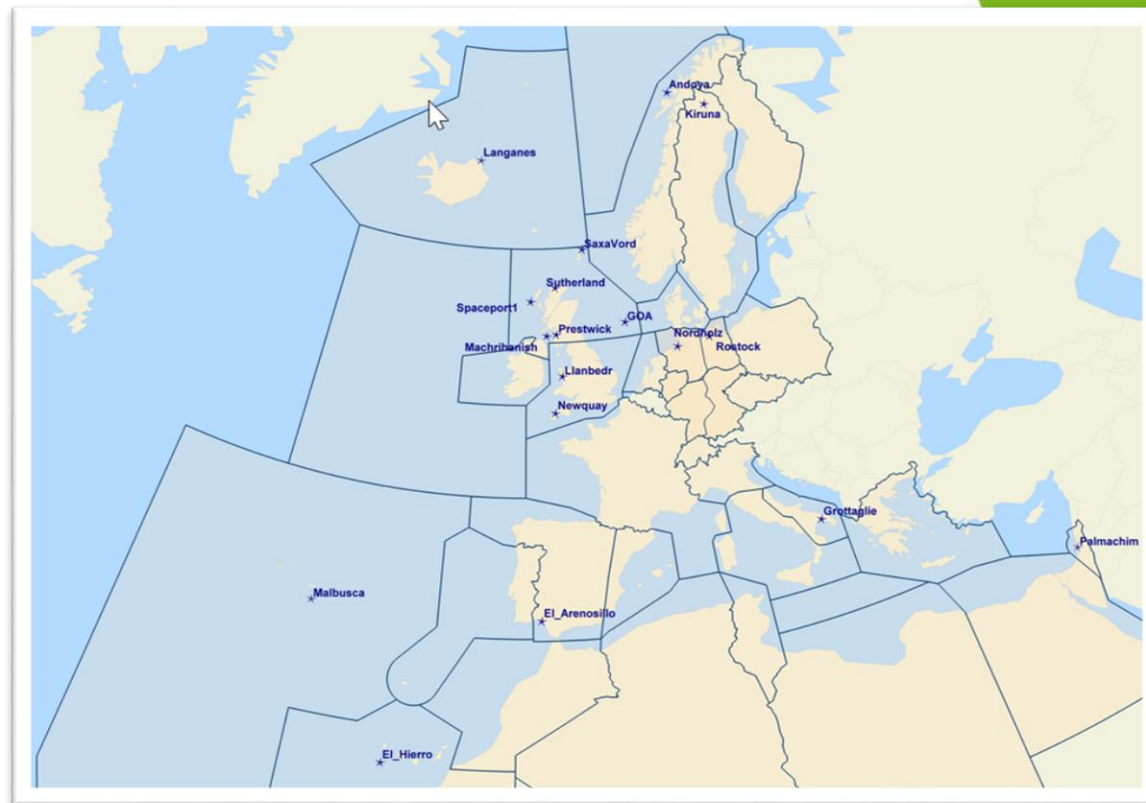 Andoya
Kiruna
Langanes
SaxaVord
Sutherland
Spaceport1
GOA
Prestwick
Nordholz
Machrihanish
Rostock
Llanbedr
Newquay
Grottaglie
Palmachim
Malbusca
El_Arenosillo
El_Hierro